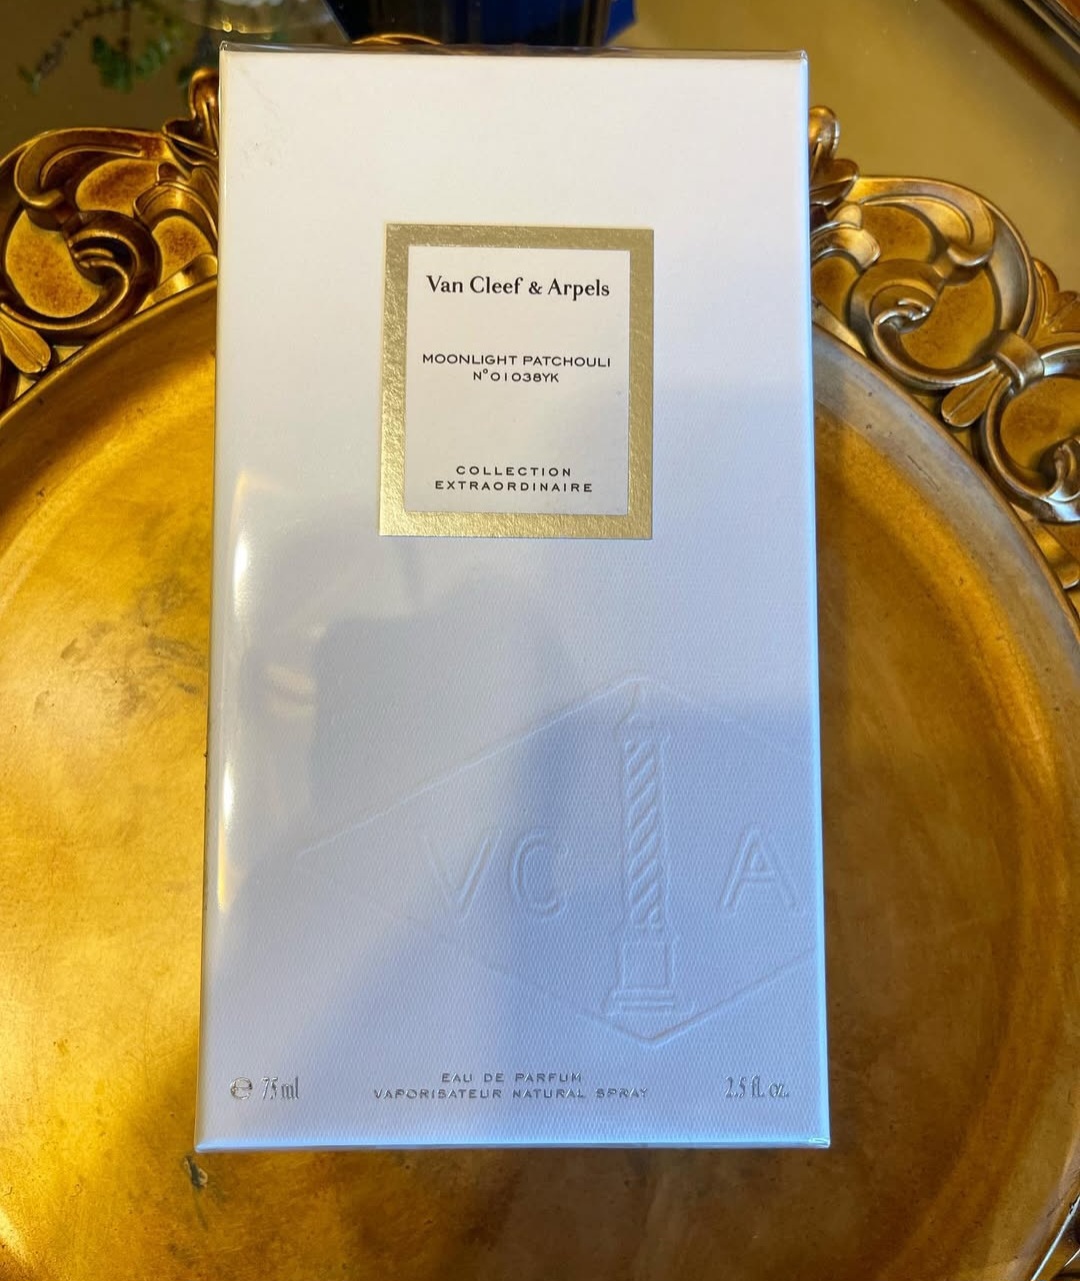 Van Cleef & Arpels
MOONLIGHT PATCHOULI
N°01038YK
COLLECTION
EXTRAORDINAIRE
VC A
℮ 75 ml
EAU DE PARFUM
VAPORISATEUR NATURAL SPRAY
2.5 fl. oz.